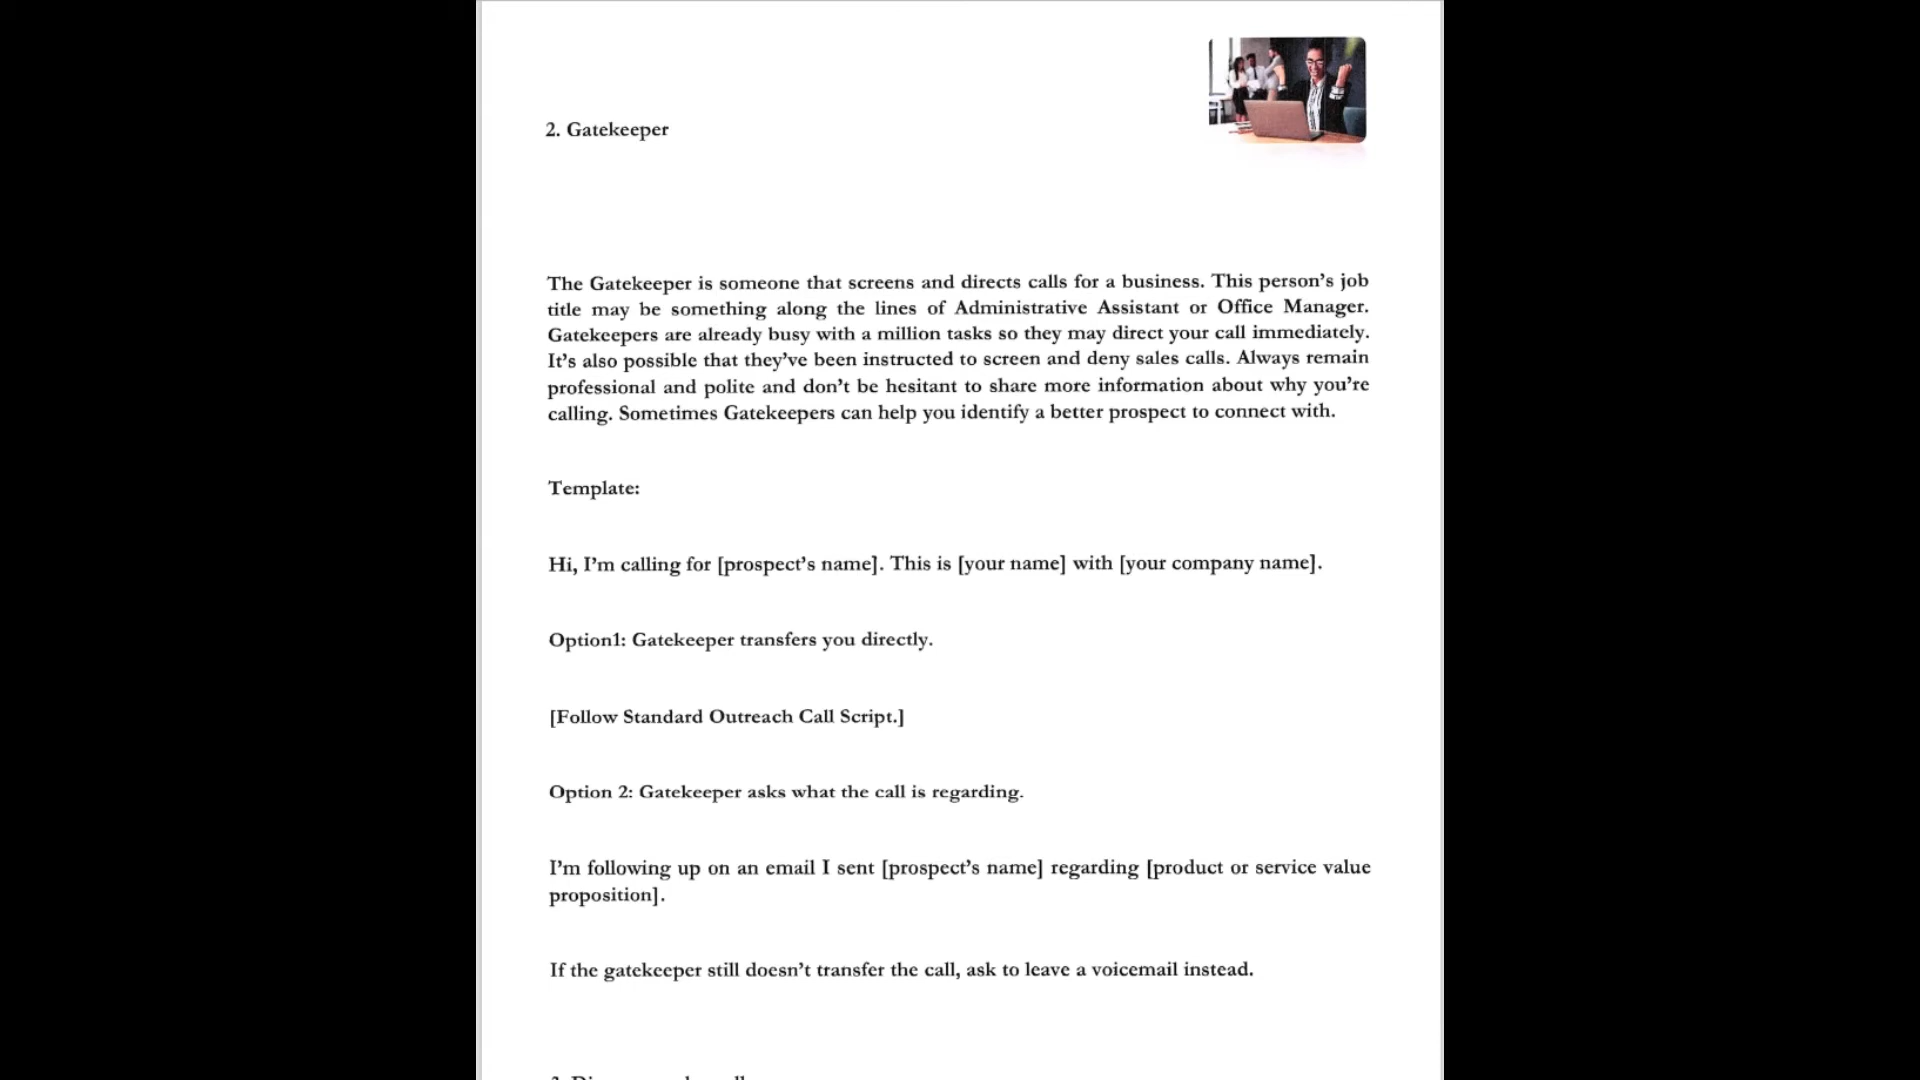 2. Gatekeeper
The Gatekeeper is someone that screens and directs calls for a business. This person’s job
title may be something along the lines of Administrative Assistant or Office Manager.
Gatekeepers are already busy with a million tasks so they may direct your call immediately.
It’s also possible that they’ve been instructed to screen and deny sales calls. Always remain
professional and polite and don’t be hesitant to share more information about why you’re
calling. Sometimes Gatekeepers can help you identify a better prospect to connect with.
Template:
Hi, I’m calling for [prospect’s name]. This is [your name] with [your company name].
Option1: Gatekeeper transfers you directly.
[Follow Standard Outreach Call Script.]
Option 2: Gatekeeper asks what the call is regarding.
I’m following up on an email I sent [prospect’s name] regarding [product or service value
proposition].
If the gatekeeper still doesn’t transfer the call, ask to leave a voicemail instead.